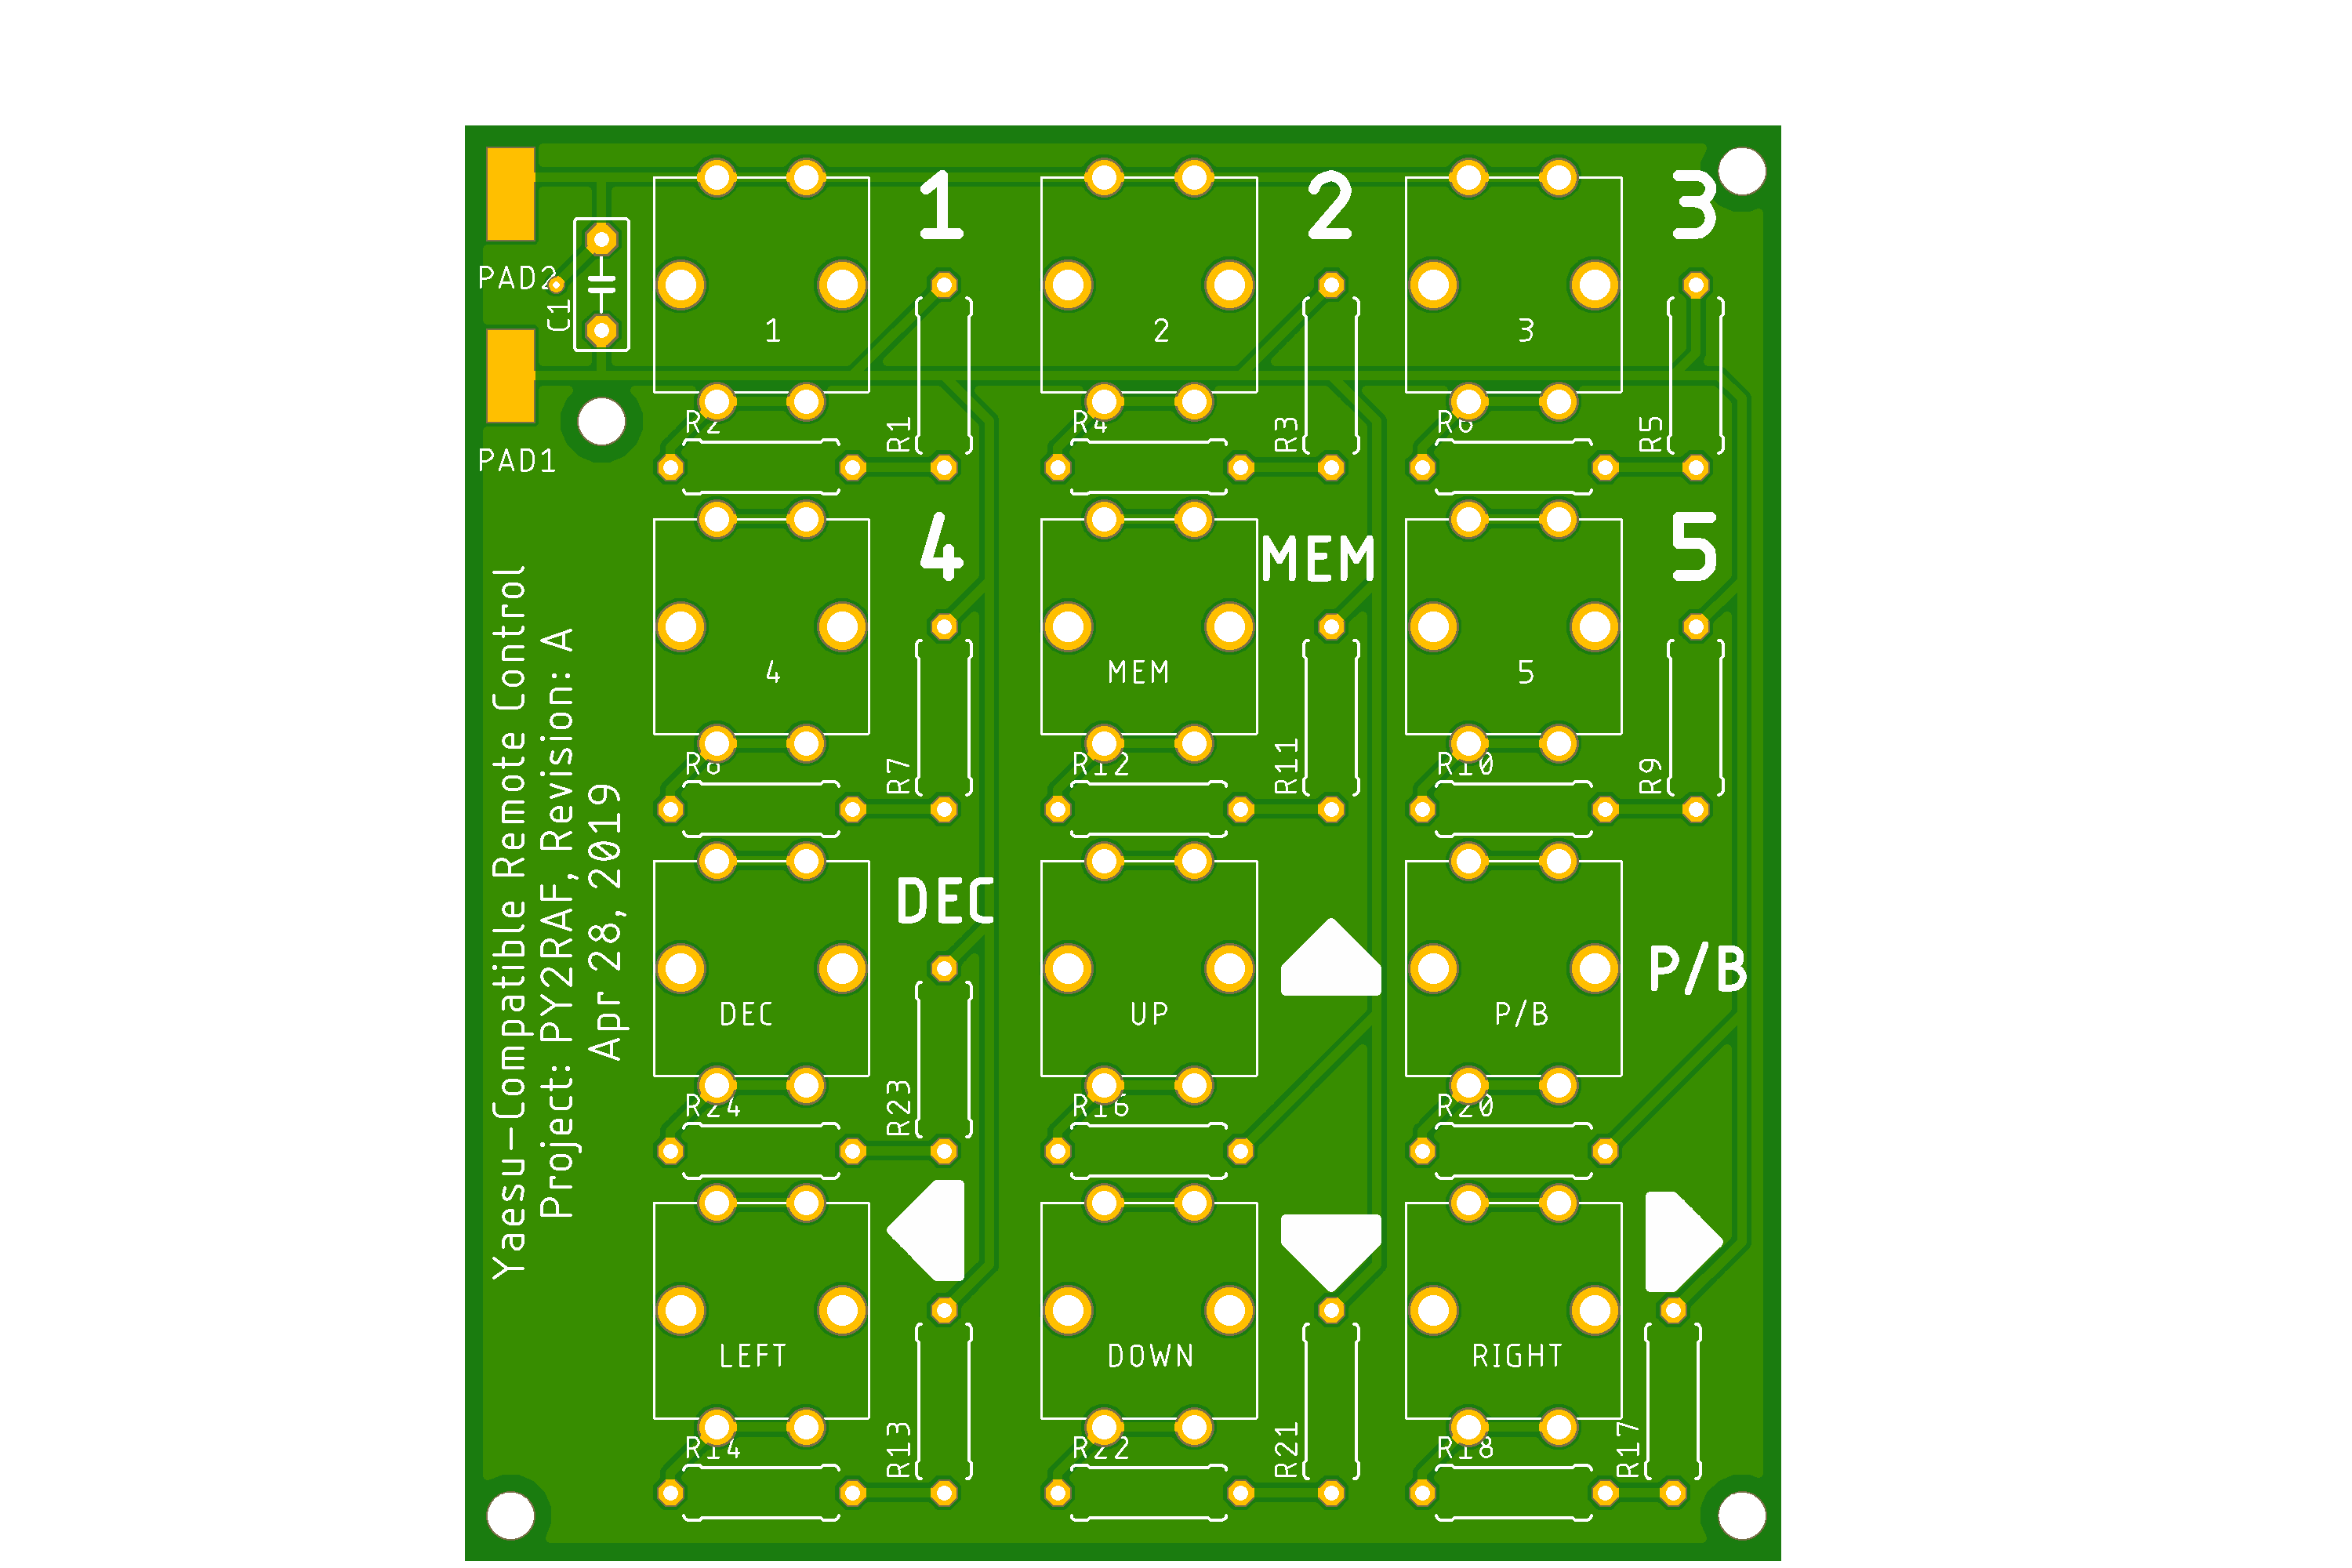 1
2
3
PAD2
C1
1
2
3
R2
R1
R4
R3
R6
R5
PAD1
4
MEM
5
4
MEM
5
R8
R7
R12
R11
R10
R9
Yaesu-Compatible Remote Control
Project: PY2RAF, Revision: A
Apr 28, 2019
DEC
P/B
DEC
UP
P/B
R24
R23
R16
R20
LEFT
DOWN
RIGHT
R14
R13
R22
R21
R18
R17